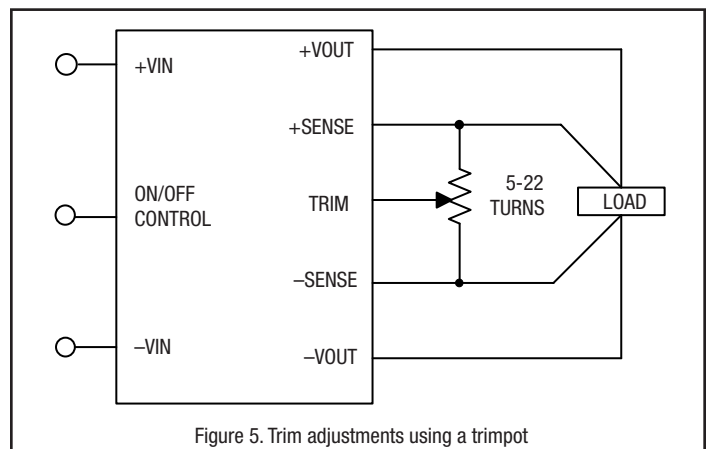 +VIN
ON/OFF
CONTROL
–VIN
+VOUT
+SENSE
TRIM
–SENSE
–VOUT
5-22
TURNS
LOAD
Figure 5. Trim adjustments using a trimpot